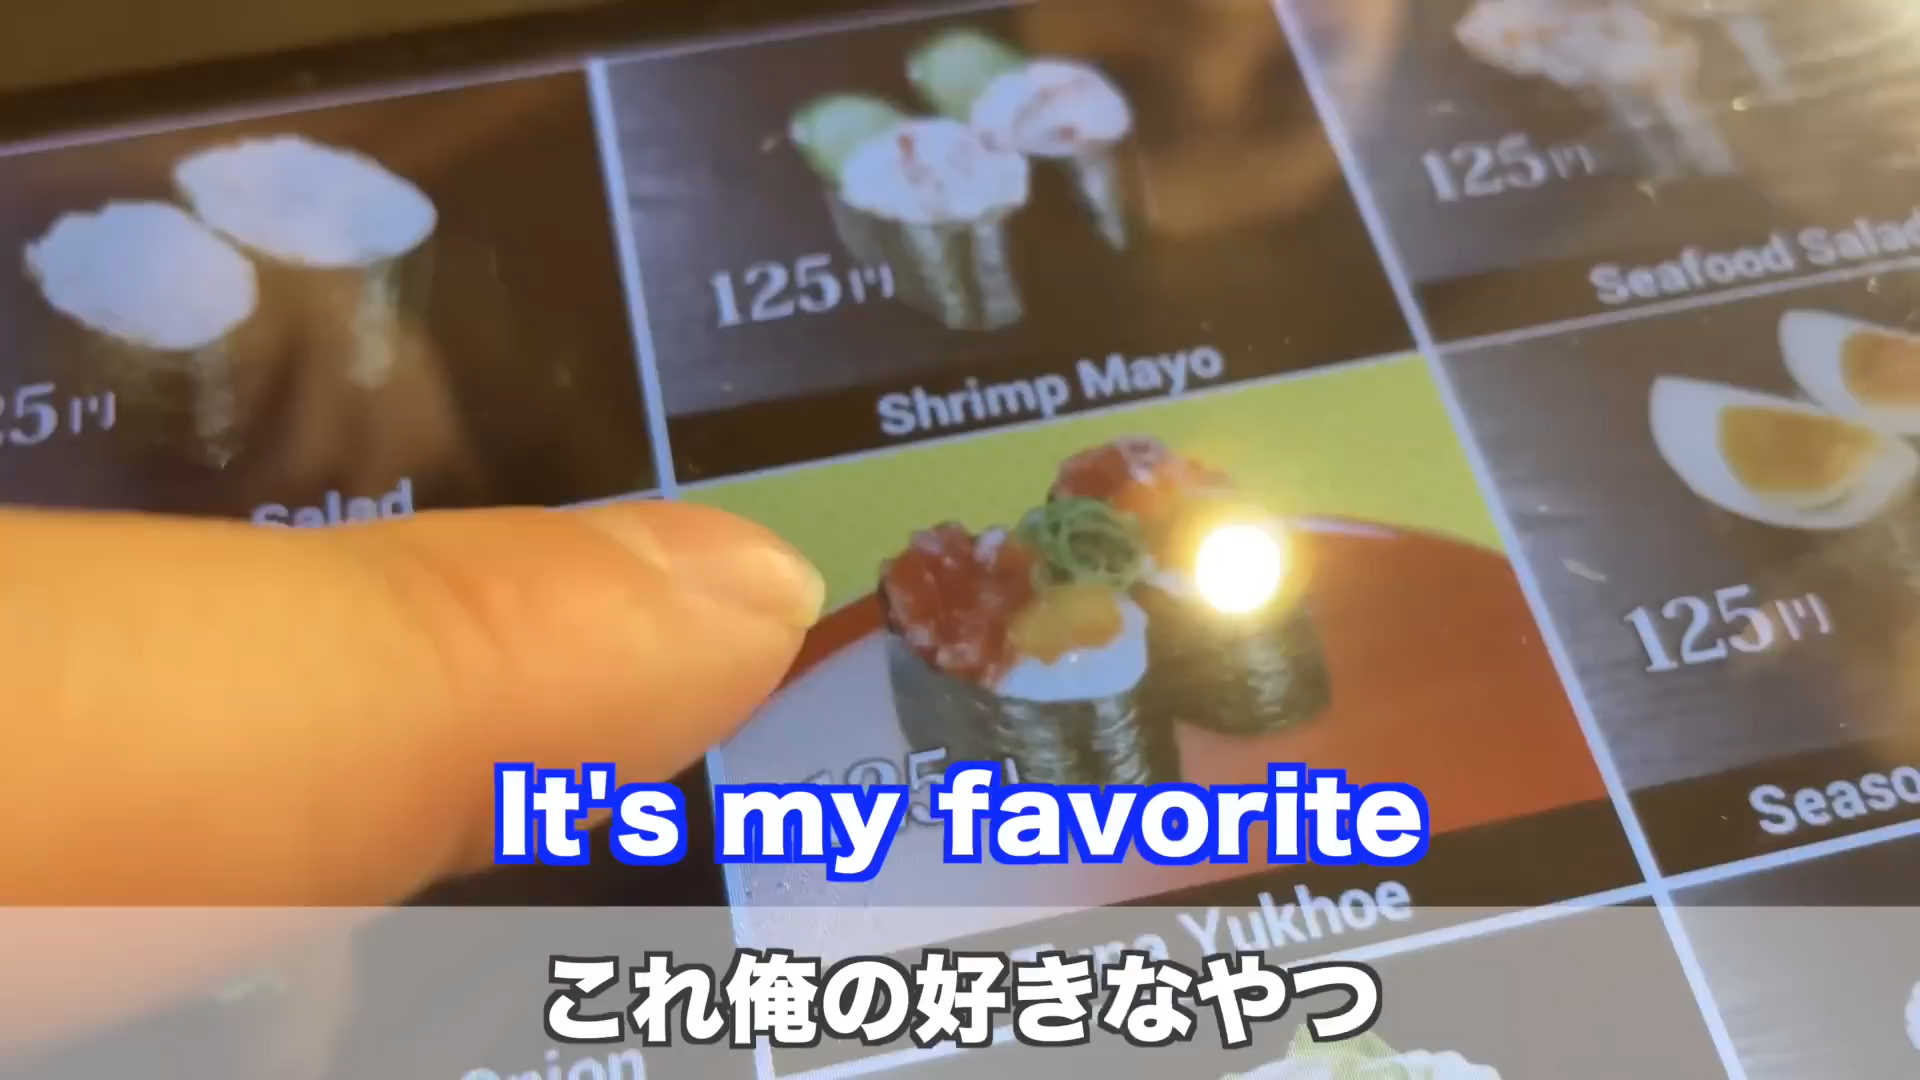 125円
Seafood Salad
125円
Shrimp Mayo
Salad
125円
Tuna Yukhoe
It's my favorite
これ俺の好きなやつ